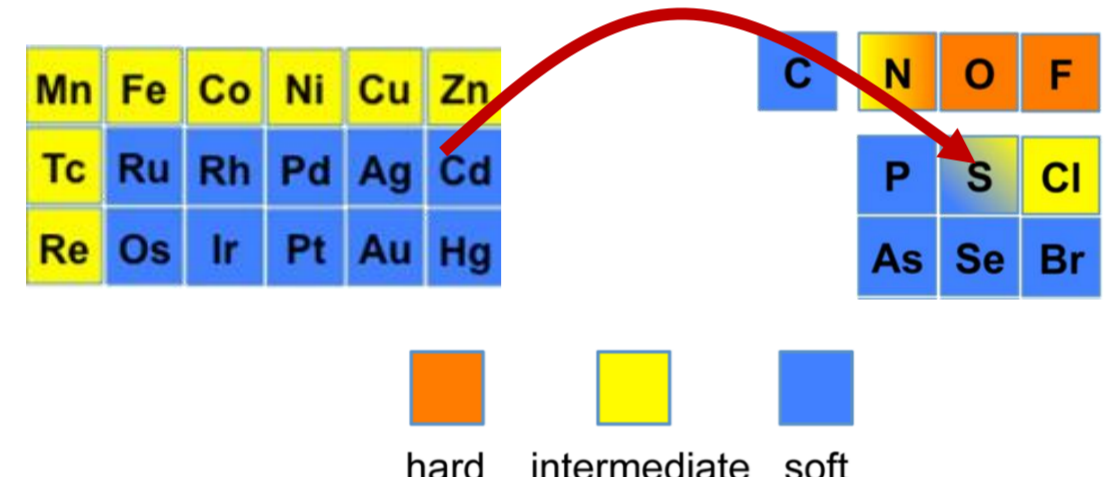 Mn Fe Co Ni Cu Zn C N O F
Tc Ru Rh Pd Ag Cd P S Cl
Re Os Ir Pt Au Hg As Se Br
hard intermediate soft